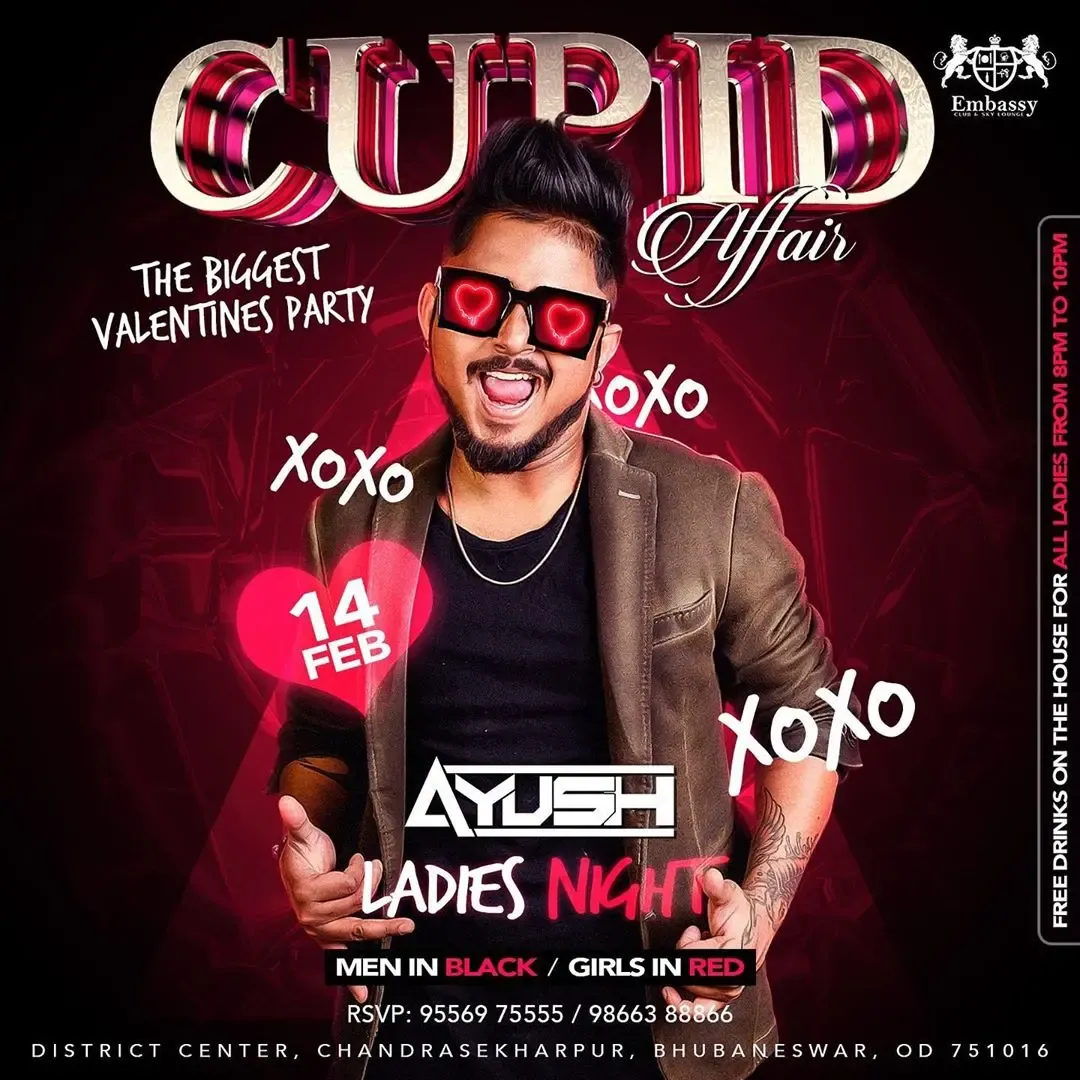 CUPID
Affair
Embassy
CLUB & SKY LOUNGE
THE BIGGEST
VALENTINES PARTY
XOXO
XOXO
14
FEB
XOXO
AYUSH
LADIES NIGHT
MEN IN BLACK / GIRLS IN RED
RSVP: 95569 75555 / 98663 88866
DISTRICT CENTER, CHANDRASEKHARPUR, BHUBANESWAR, OD 751016
FREE DRINKS ON THE HOUSE FOR ALL LADIES FROM 8PM TO 10PM